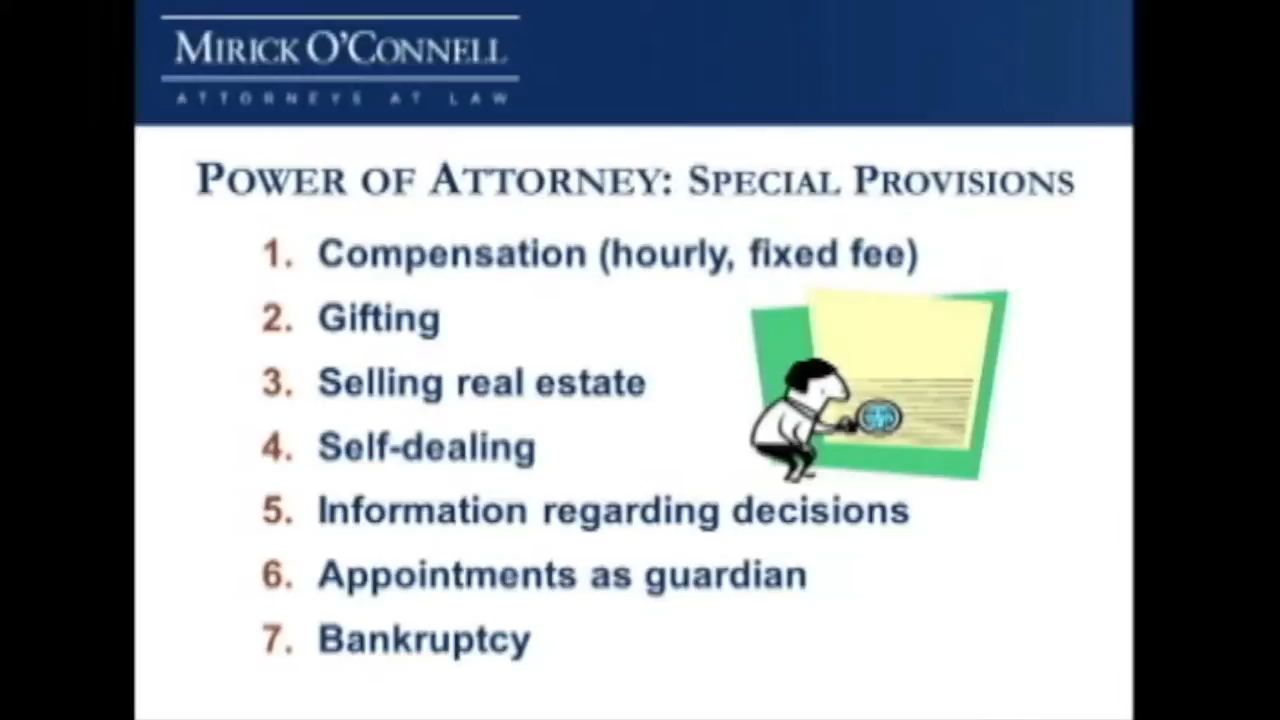 MIRICK O'CONNELL
ATTORNEYS AT LAW
POWER OF ATTORNEY: SPECIAL PROVISIONS
1. Compensation (hourly, fixed fee)
2. Gifting
3. Selling real estate
4. Self-dealing
5. Information regarding decisions
6. Appointments as guardian
7. Bankruptcy